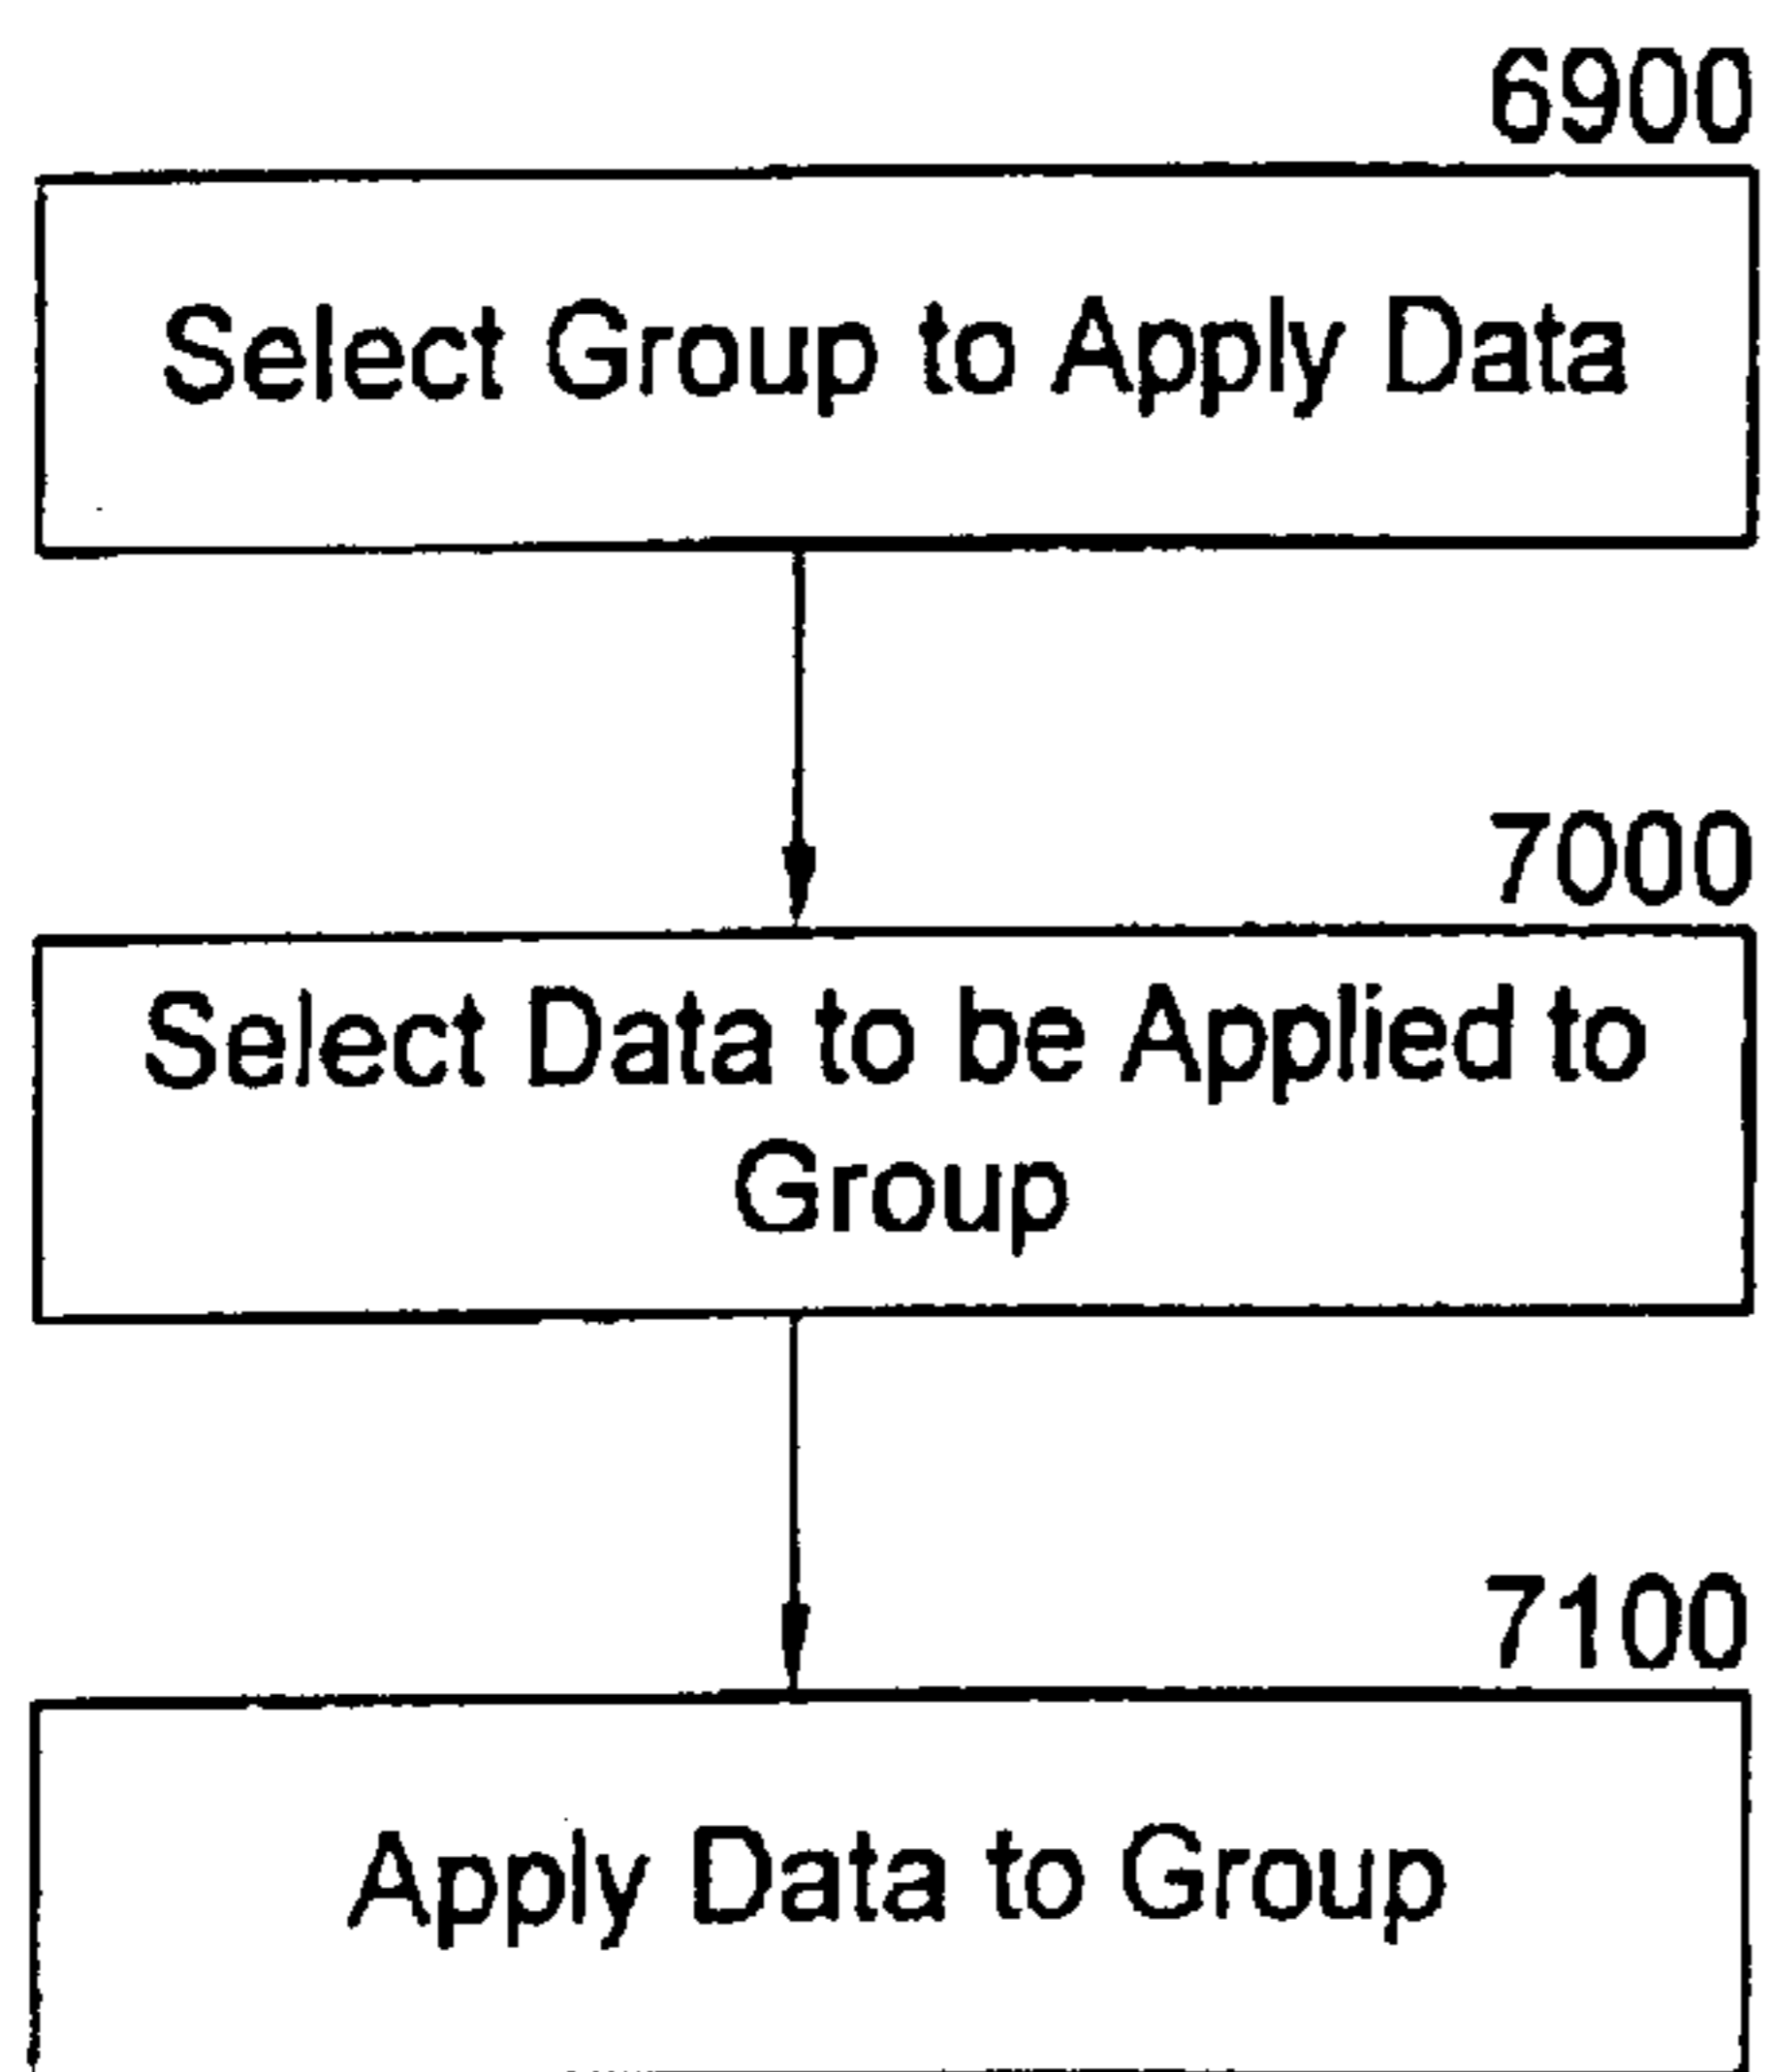 6900
Select Group to Apply Data
7000
Select Data to be Applied to
Group
7100
Apply Data to Group